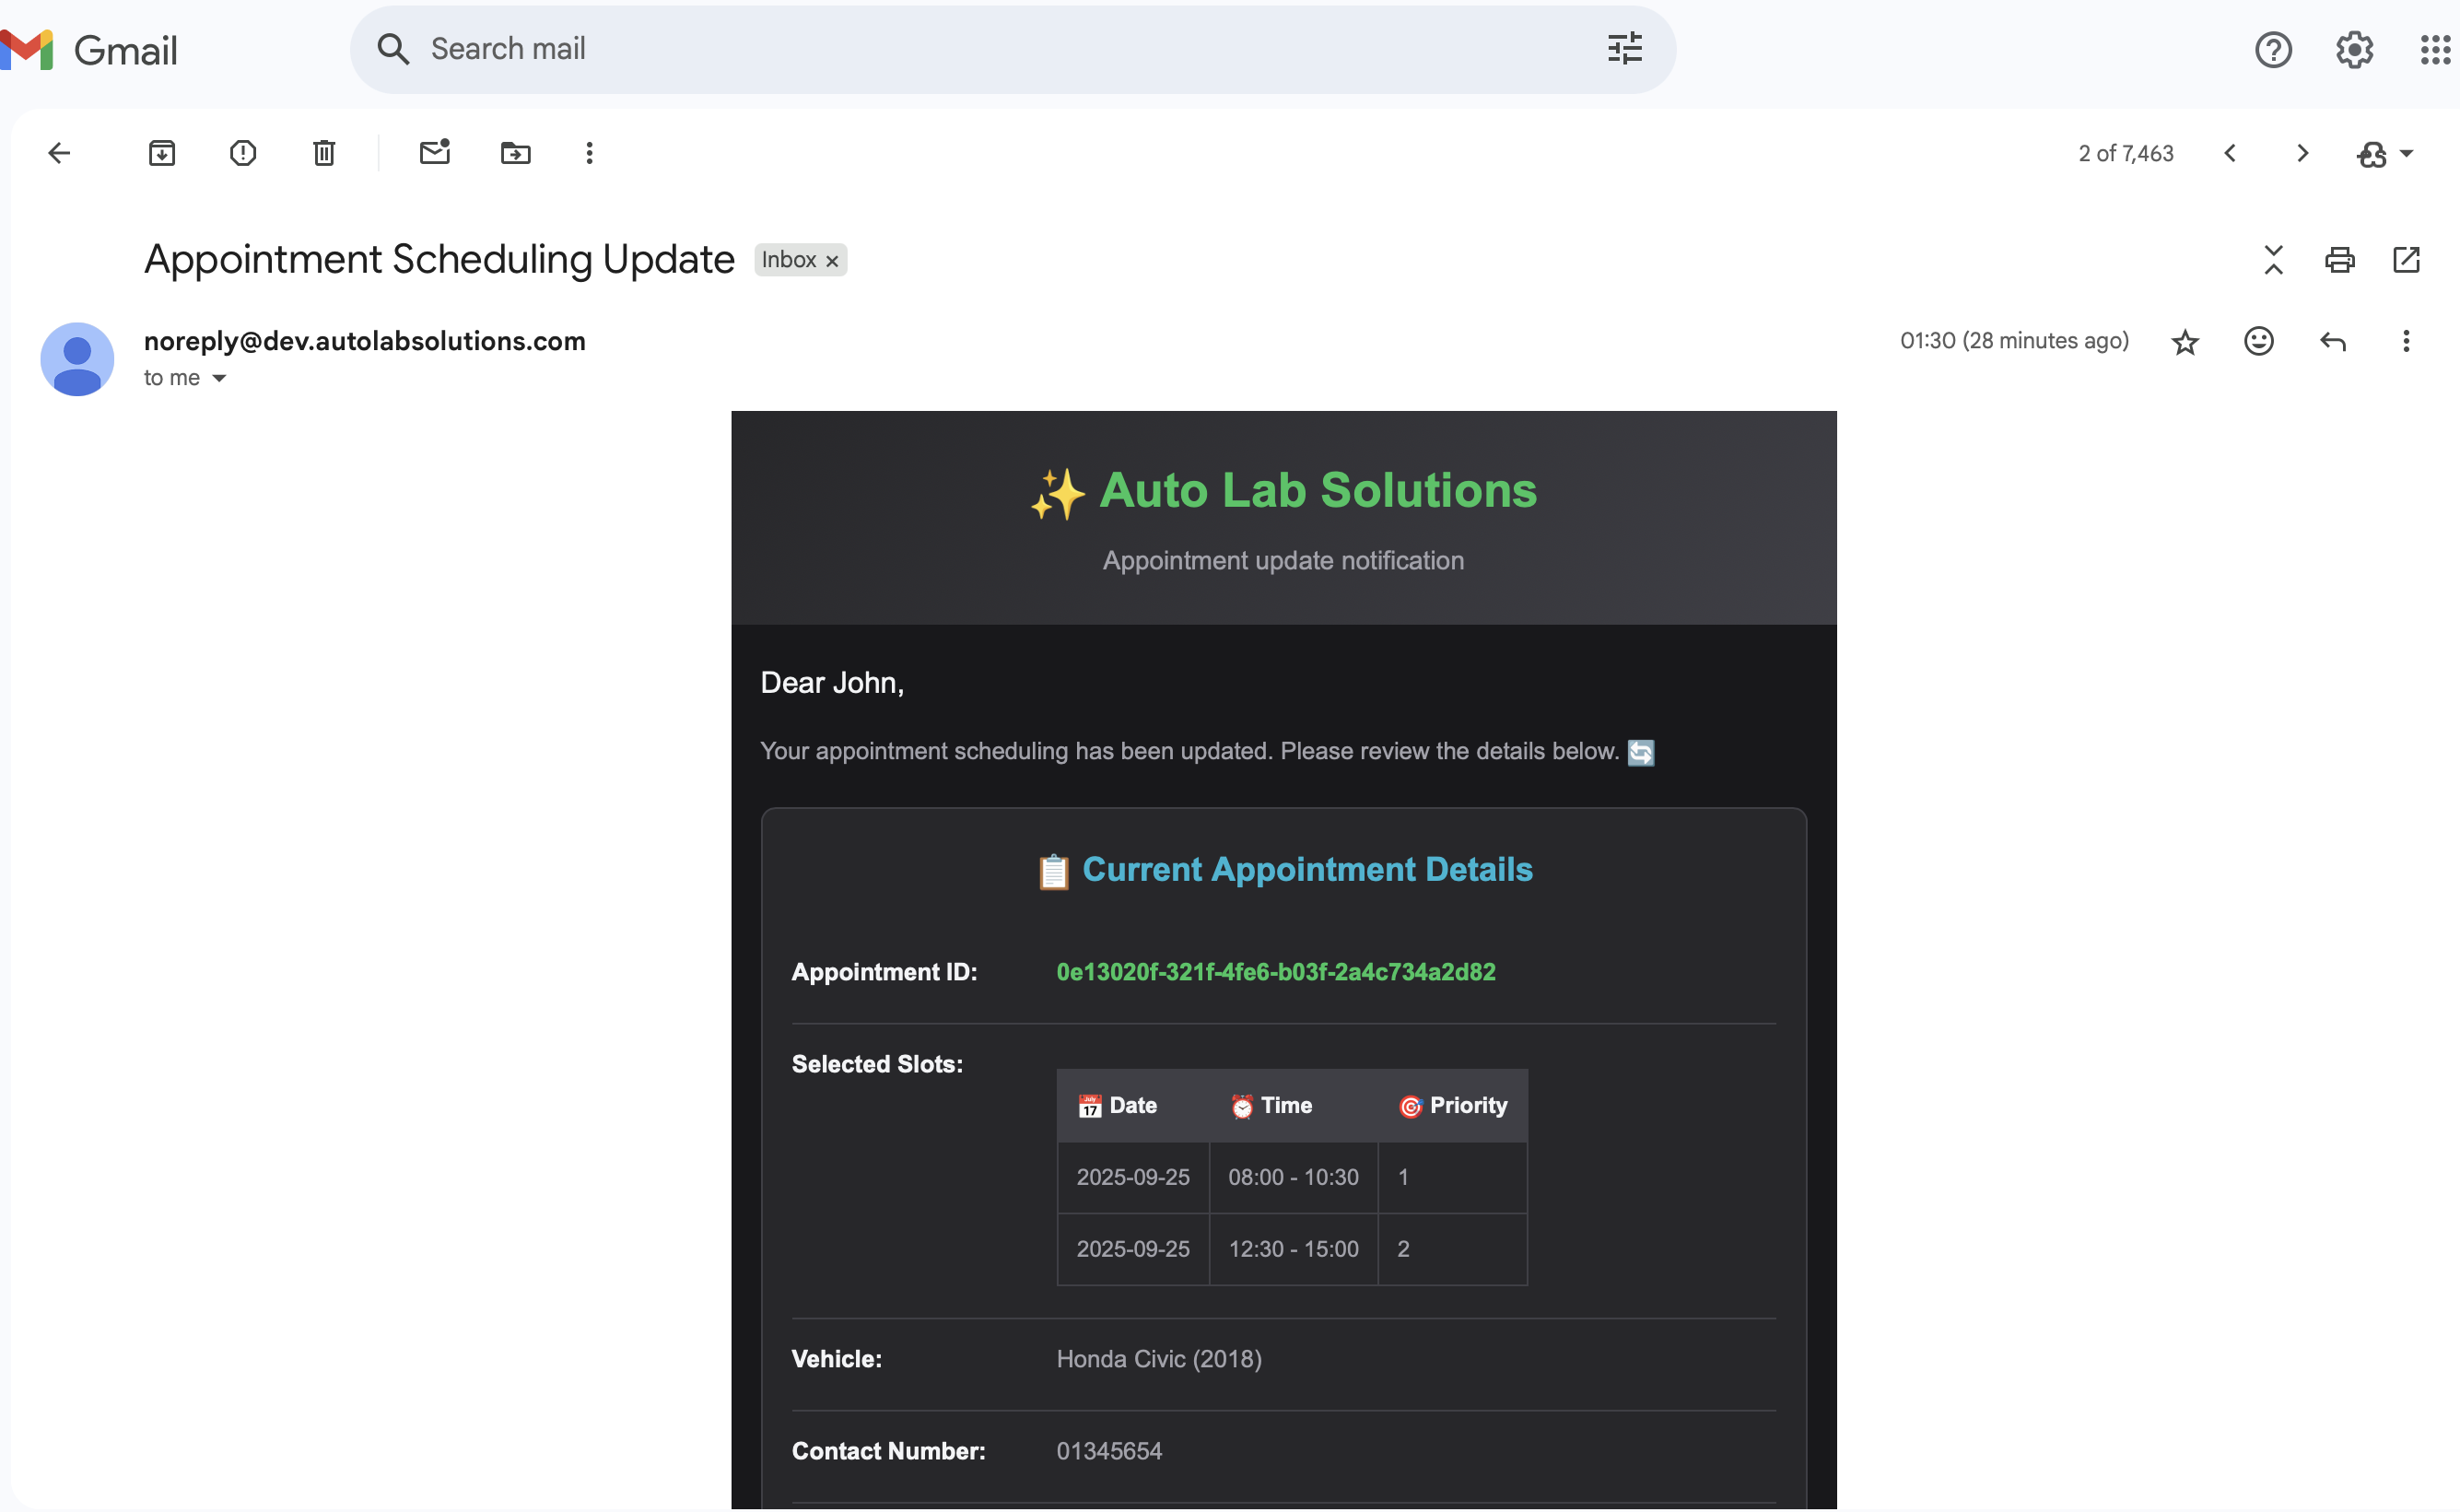 Gmail
Search mail
2 of 7,463
Appointment Scheduling Update Inbox ×
noreply@dev.autolabsolutions.com
01:30 (28 minutes ago)
to me
Auto Lab Solutions
Appointment update notification
Dear John,
Your appointment scheduling has been updated. Please review the details below.
Current Appointment Details
Appointment ID: 0e13020f-321f-4fe6-b03f-2a4c734a2d82
Selected Slots:
Date Time Priority
2025-09-25 08:00 - 10:30 1
2025-09-25 12:30 - 15:00 2
Vehicle: Honda Civic (2018)
Contact Number: 01345654